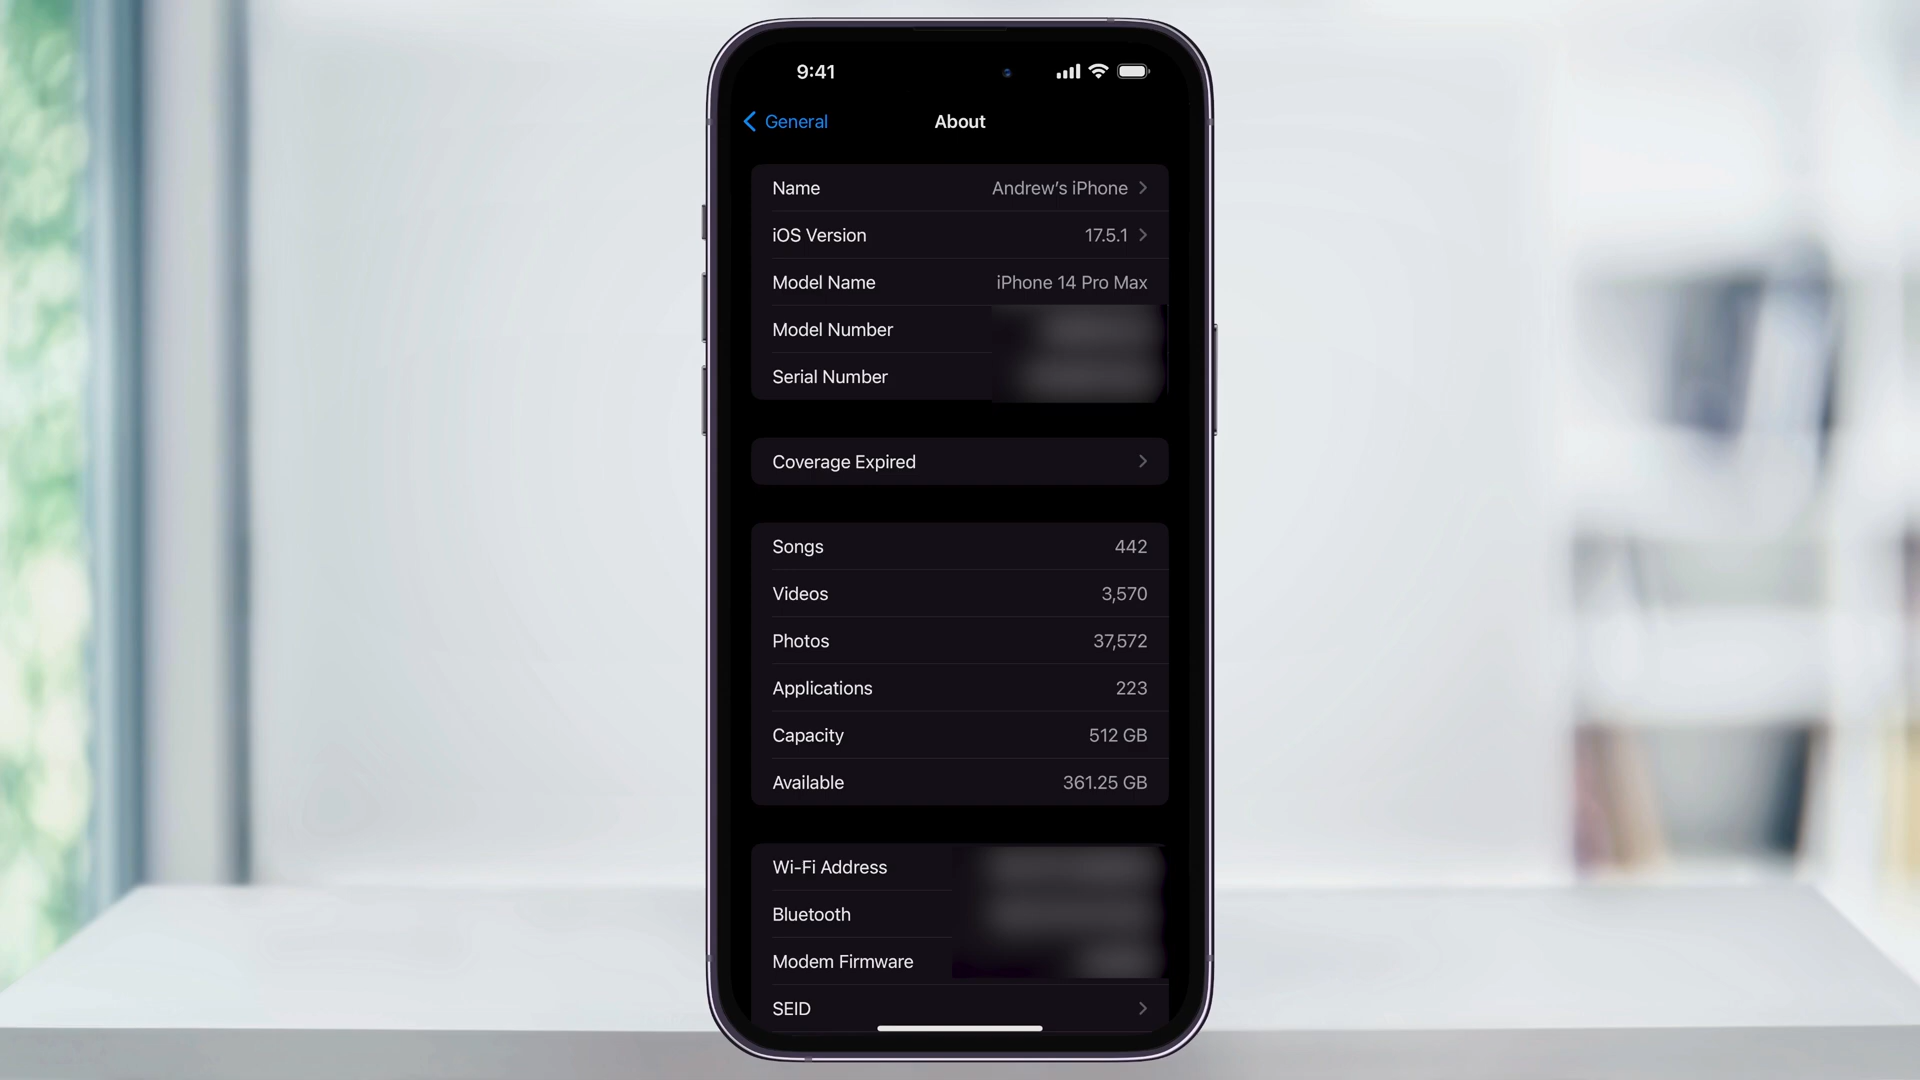 9:41
General
About
Name Andrew's iPhone
iOS Version 17.5.1
Model Name iPhone 14 Pro Max
Model Number
Serial Number
Coverage Expired
Songs 442
Videos 3,570
Photos 37,572
Applications 223
Capacity 512 GB
Available 361.25 GB
Wi-Fi Address
Bluetooth
Modem Firmware
SEID